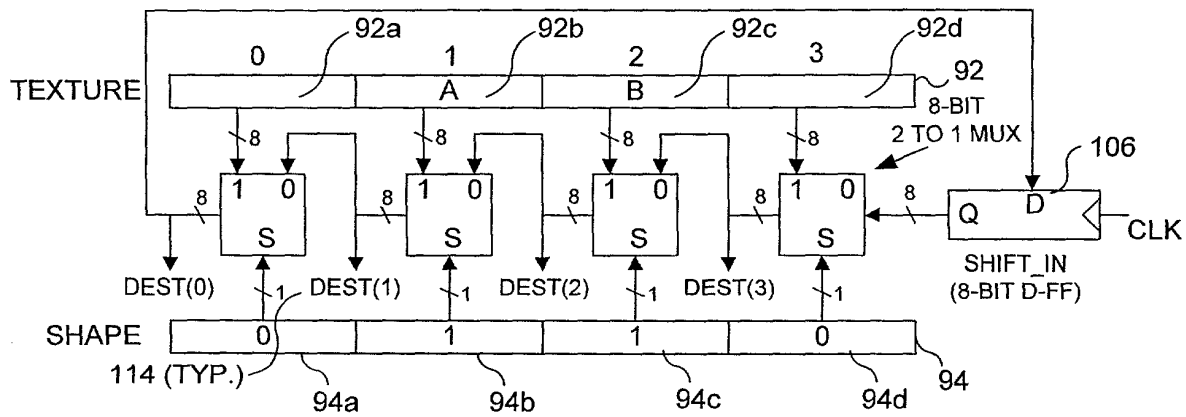 92a 92b 92c 92d
0 1 2 3
TEXTURE A B 92
8-BIT
2 TO 1 MUX
8 8 8 8
106
1 0 1 0 1 0 1 0
8 8 8 8 8 Q D
S S S S
CLK
DEST(0) DEST(1) DEST(2) DEST(3)
SHIFT_IN
(8-BIT D-FF)
1 1 1 1
SHAPE 0 1 1 0
114 (TYP.) 94
94a 94b 94c 94d